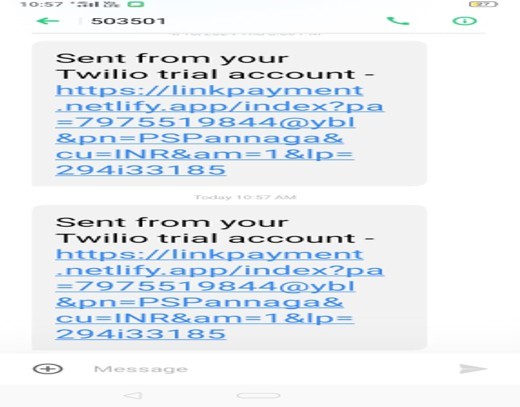 10:57
503501
Sent from your
Twilio trial account -
https://linkpayment
.netlify.app/index?pa
=7975519844@ybl
&pn=PSPannaga&
cu=INR&am=1&lp=
294i33185
Today 10:57 AM
Sent from your
Twilio trial account -
https://linkpayment
.netlify.app/index?pa
=7975519844@ybl
&pn=PSPannaga&
cu=INR&am=1&lp=
294i33185
Message